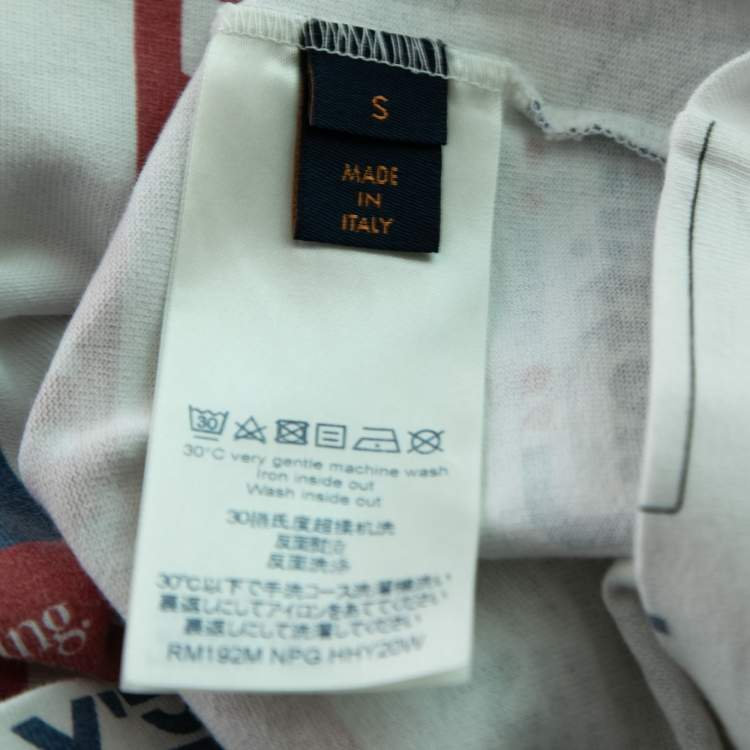 S
MADE
IN
ITALY
30
30°C very gentle machine wash
Iron inside out
Wash inside out
30摄氏度超揉机洗
反面熨烫
反面洗涤
30℃以下で手洗コース洗濯機洗い
裏返しにしてアイロンをあててください
裏返しにして洗濯してください
RM192M NPG HHY20W
ng.